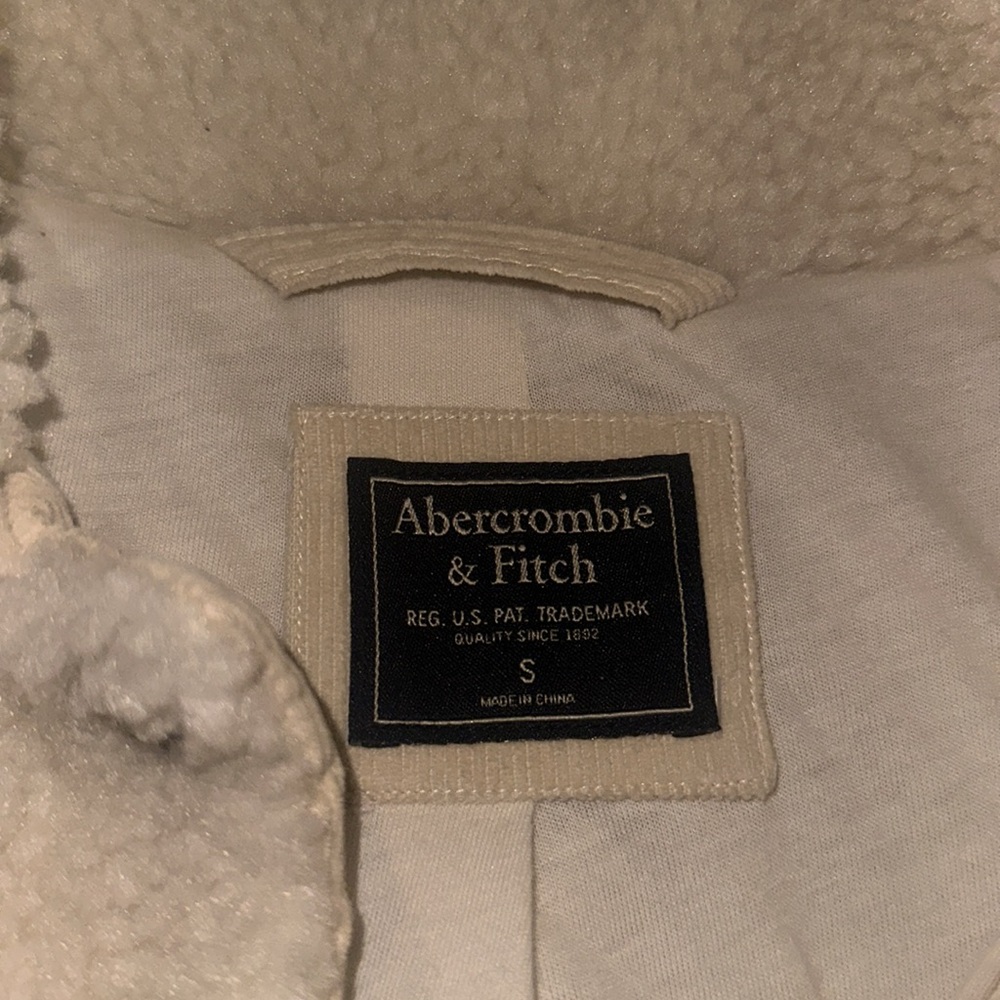 Abercrombie
& Fitch
REG. U.S. PAT. TRADEMARK
QUALITY SINCE 1892
S
MADE IN CHINA